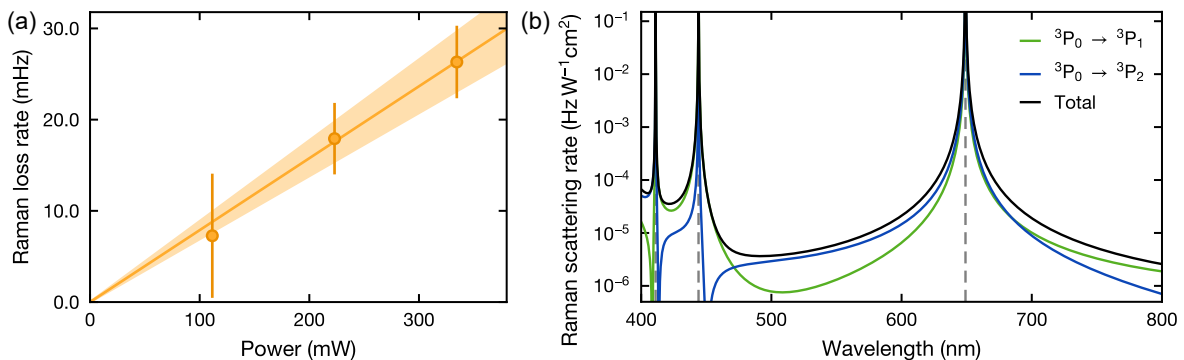 (a)
Raman loss rate (mHz)
30.0
20.0
10.0
0.0
0
100
200
300
Power (mW)
(b)
Raman scattering rate (Hz W⁻¹cm²)
10⁻¹
10⁻²
10⁻³
10⁻⁴
10⁻⁵
10⁻⁶
400
500
600
700
800
Wavelength (nm)
³P₀ → ³P₁
³P₀ → ³P₂
Total